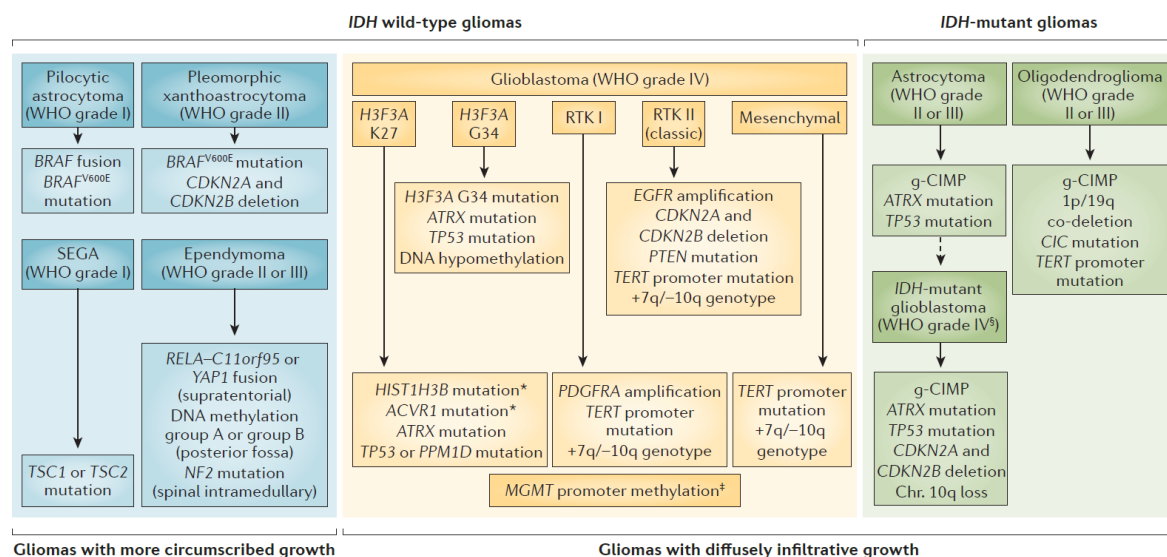 IDH wild-type gliomas
IDH-mutant gliomas
Pilocytic
astrocytoma
(WHO grade I)
Pleomorphic
xanthoastrocytoma
(WHO grade II)
BRAF fusion
BRAFV600E
mutation
BRAFV600E mutation
CDKN2A and
CDKN2B deletion
SEGA
(WHO grade I)
Ependymoma
(WHO grade II or III)
TSC1 or TSC2
mutation
RELA–C11orf95 or
YAP1 fusion
(supratentorial)
DNA methylation
group A or group B
(posterior fossa)
NF2 mutation
(spinal intramedullary)
Glioblastoma (WHO grade IV)
H3F3A
K27
H3F3A
G34
RTK I
RTK II
(classic)
Mesenchymal
H3F3A G34 mutation
ATRX mutation
TP53 mutation
DNA hypomethylation
EGFR amplification
CDKN2A and
CDKN2B deletion
PTEN mutation
TERT promoter mutation
+7q/–10q genotype
HIST1H3B mutation*
ACVR1 mutation*
ATRX mutation
TP53 or PPM1D mutation
PDGFRA amplification
TERT promoter
mutation
+7q/–10q genotype
TERT promoter
mutation
+7q/–10q
genotype
MGMT promoter methylation‡
Astrocytoma
(WHO grade
II or III)
Oligodendroglioma
(WHO grade
II or III)
g-CIMP
ATRX mutation
TP53 mutation
g-CIMP
1p/19q
co-deletion
CIC mutation
TERT promoter
mutation
IDH-mutant
glioblastoma
(WHO grade IV§)
g-CIMP
ATRX mutation
TP53 mutation
CDKN2A and
CDKN2B deletion
Chr. 10q loss
Gliomas with more circumscribed growth
Gliomas with diffusely infiltrative growth